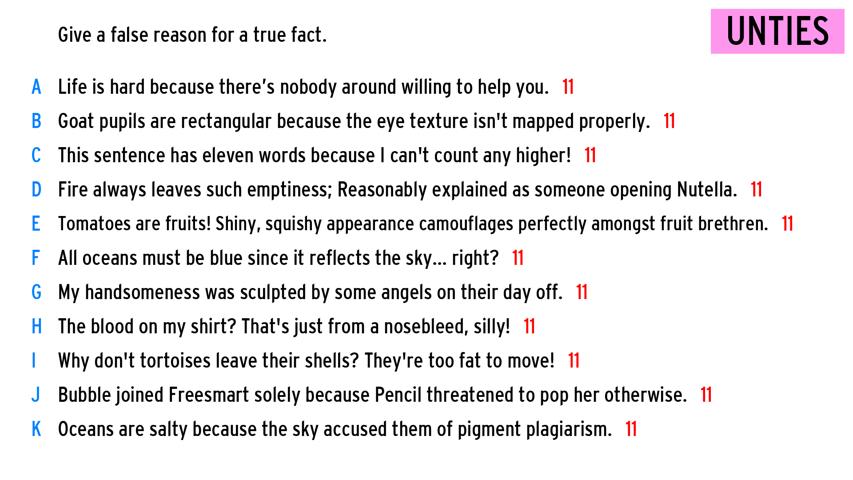 Give a false reason for a true fact.
UNTIES
A Life is hard because there's nobody around willing to help you. 11
B Goat pupils are rectangular because the eye texture isn't mapped properly. 11
C This sentence has eleven words because I can't count any higher! 11
D Fire always leaves such emptiness; Reasonably explained as someone opening Nutella. 11
E Tomatoes are fruits! Shiny, squishy appearance camouflages perfectly amongst fruit brethren. 11
F All oceans must be blue since it reflects the sky... right? 11
G My handsomeness was sculpted by some angels on their day off. 11
H The blood on my shirt? That's just from a nosebleed, silly! 11
I Why don't tortoises leave their shells? They're too fat to move! 11
J Bubble joined Freesmart solely because Pencil threatened to pop her otherwise. 11
K Oceans are salty because the sky accused them of pigment plagiarism. 11